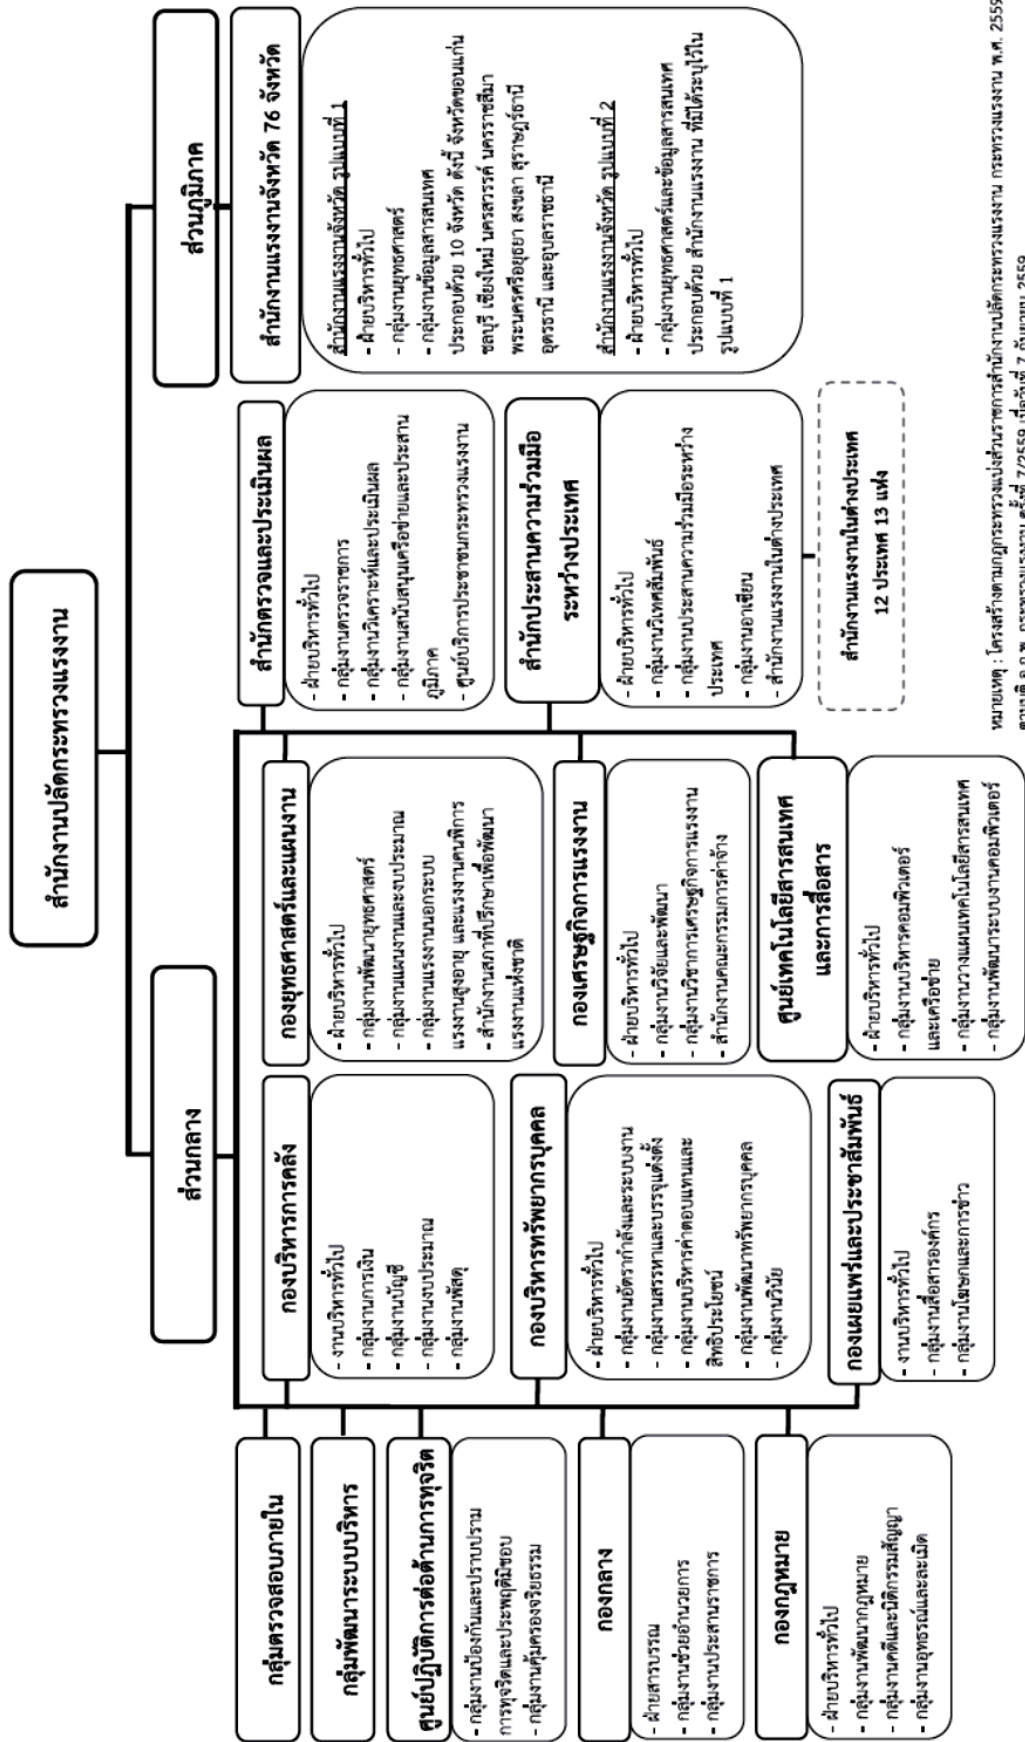 สำนักงานปลัดกระทรวงแรงงาน
ส่วนกลาง
ส่วนภูมิภาค
กลุ่มตรวจสอบภายใน
กลุ่มพัฒนาระบบบริหาร
ศูนย์ปฏิบัติการต่อต้านการทุจริต
- กลุ่มงานป้องกันและปราบปราม
การทุจริตและประพฤติมิชอบ
- กลุ่มงานคุ้มครองจริยธรรม
กองกลาง
- ฝ่ายสารบรรณ
- กลุ่มงานช่วยอำนวยการ
- กลุ่มงานประสานราชการ
กองกฎหมาย
- ฝ่ายบริหารทั่วไป
- กลุ่มงานพัฒนากฎหมาย
- กลุ่มงานคดีและนิติกรรมสัญญา
- กลุ่มงานอุทธรณ์และละเมิด
กองบริหารการคลัง
- งานบริหารทั่วไป
- กลุ่มงานการเงิน
- กลุ่มงานบัญชี
- กลุ่มงานงบประมาณ
- กลุ่มงานพัสดุ
กองบริหารทรัพยากรบุคคล
- ฝ่ายบริหารทั่วไป
- กลุ่มงานอัตรากำลังและระบบงาน
- กลุ่มงานสรรหาและบรรจุแต่งตั้ง
- กลุ่มงานบริหารค่าตอบแทนและ
สิทธิประโยชน์
- กลุ่มงานพัฒนาทรัพยากรบุคคล
- กลุ่มงานวินัย
กองเผยแพร่และประชาสัมพันธ์
- งานบริหารทั่วไป
- กลุ่มงานสื่อสารองค์กร
- กลุ่มงานโฆษกและการข่าว
กองยุทธศาสตร์และแผนงาน
- ฝ่ายบริหารทั่วไป
- กลุ่มงานพัฒนายุทธศาสตร์
- กลุ่มงานแผนงานและงบประมาณ
- กลุ่มงานแรงงานนอกระบบ
แรงงานสูงอายุ และแรงงานคนพิการ
- สำนักงานสภาที่ปรึกษาเพื่อพัฒนา
แรงงานแห่งชาติ
กองเศรษฐกิจการแรงงาน
- ฝ่ายบริหารทั่วไป
- กลุ่มงานวิจัยและพัฒนา
- กลุ่มงานวิชาการเศรษฐกิจการแรงงาน
- สำนักงานคณะกรรมการค่าจ้าง
ศูนย์เทคโนโลยีสารสนเทศ
และการสื่อสาร
- ฝ่ายบริหารทั่วไป
- กลุ่มงานบริหารคอมพิวเตอร์
และเครือข่าย
- กลุ่มงานวางแผนเทคโนโลยีสารสนเทศ
- กลุ่มงานพัฒนาระบบงานคอมพิวเตอร์
สำนักตรวจและประเมินผล
- ฝ่ายบริหารทั่วไป
- กลุ่มงานตรวจราชการ
- กลุ่มงานวิเคราะห์และประเมินผล
- กลุ่มงานสนับสนุนเครือข่ายและประสาน
ภูมิภาค
- ศูนย์บริการประชาชนกระทรวงแรงงาน
สำนักประสานความร่วมมือ
ระหว่างประเทศ
- ฝ่ายบริหารทั่วไป
- กลุ่มงานวิเทศสัมพันธ์
- กลุ่มงานประสานความร่วมมือระหว่าง
ประเทศ
- กลุ่มงานอาเซียน
- สำนักงานแรงงานในต่างประเทศ
สำนักงานแรงงานในต่างประเทศ
12 ประเทศ 13 แห่ง
สำนักงานแรงงานจังหวัด 76 จังหวัด
สำนักงานแรงงานจังหวัด รูปแบบที่ 1
- ฝ่ายบริหารทั่วไป
- กลุ่มงานยุทธศาสตร์
- กลุ่มงานข้อมูลสารสนเทศ
ประกอบด้วย 10 จังหวัด ดังนี้ จังหวัดขอนแก่น
ชลบุรี เชียงใหม่ นครสวรรค์ นครราชสีมา
พระนครศรีอยุธยา สงขลา สุราษฎร์ธานี
อุดรธานี และอุบลราชธานี
สำนักงานแรงงานจังหวัด รูปแบบที่ 2
- ฝ่ายบริหารทั่วไป
- กลุ่มงานยุทธศาสตร์และข้อมูลสารสนเทศ
ประกอบด้วย สำนักงานแรงงาน ที่มิได้ระบุไว้ใน
รูปแบบที่ 1
หมายเหตุ : โครงสร้างตามกฎกระทรวงแบ่งส่วนราชการสำนักงานปลัดกระทรวงแรงงาน กระทรวงแรงงาน พ.ศ. 2559
ตามมติ อ.ก.พ. กระทรวงแรงงาน ครั้งที่ 7/2559 เมื่อวันที่ 7 กันยายน 2559